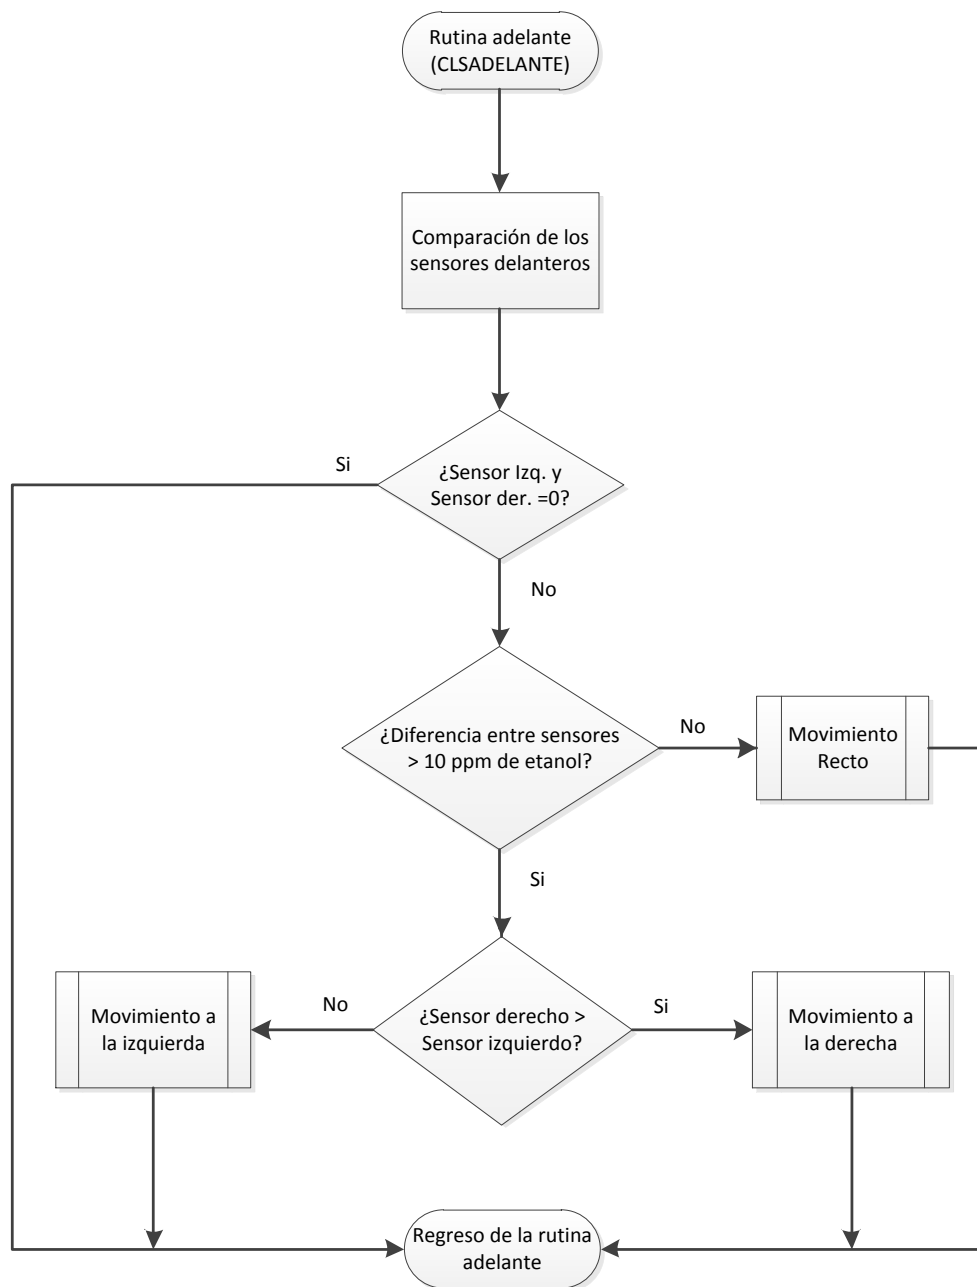 Rutina adelante
(CLSADELANTE)
Comparación de los
sensores delanteros
Si
¿Sensor Izq. y
Sensor der. =0?
No
¿Diferencia entre sensores
> 10 ppm de etanol?
No
Movimiento
Recto
Si
Movimiento a
la izquierda
No
¿Sensor derecho >
Sensor izquierdo?
Si
Movimiento a
la derecha
Regreso de la rutina
adelante